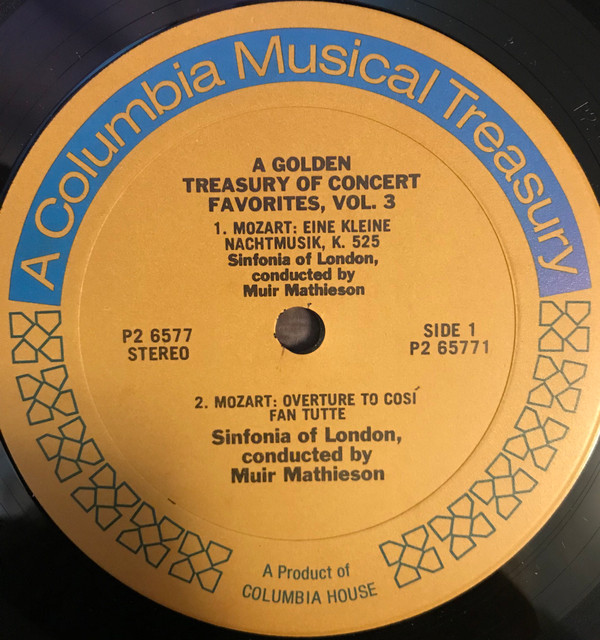 A Columbia Musical Treasury
A GOLDEN
TREASURY OF CONCERT
FAVORITES, VOL. 3
1. MOZART: EINE KLEINE
NACHTMUSIK, K. 525
Sinfonia of London,
conducted by
Muir Mathieson
P2 6577
STEREO
SIDE 1
P2 65771
2. MOZART: OVERTURE TO COSÍ
FAN TUTTE
Sinfonia of London,
conducted by
Muir Mathieson
A Product of
COLUMBIA HOUSE